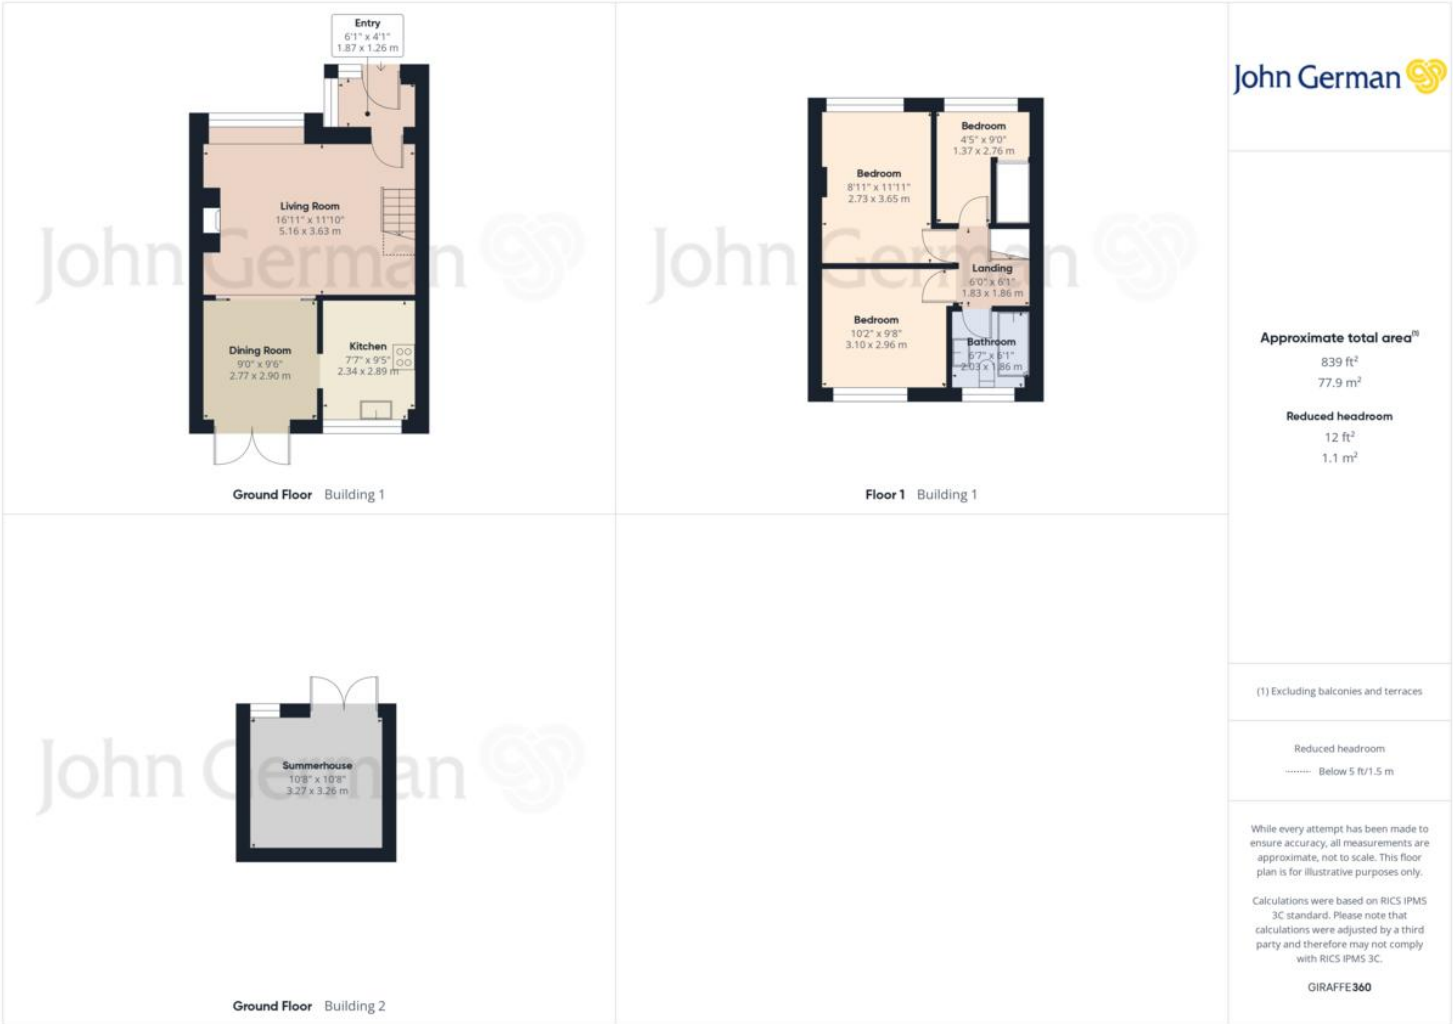 Entry
6'1" x 4'1"
1.87 x 1.26 m
Living Room
16'11" x 11'10"
5.16 x 3.63 m
Dining Room
9'0" x 9'6"
2.77 x 2.90 m
Kitchen
7'7" x 9'5"
2.34 x 2.89 m
John German
Ground Floor Building 1
Bedroom
4'5" x 9'0"
1.37 x 2.76 m
Bedroom
8'11" x 11'11"
2.73 x 3.65 m
Landing
6'0" x 6'1"
1.83 x 1.86 m
Bedroom
10'2" x 9'8"
3.10 x 2.96 m
Bathroom
6'7" x 6'1"
2.03 x 1.86 m
John German
Floor 1 Building 1
Summerhouse
10'8" x 10'8"
3.27 x 3.26 m
John German
Ground Floor Building 2
John German
Approximate total area(1)
839 ft²
77.9 m²
Reduced headroom
12 ft²
1.1 m²
(1) Excluding balconies and terraces
Reduced headroom
Below 5 ft/1.5 m
While every attempt has been made to
ensure accuracy, all measurements are
approximate, not to scale. This floor
plan is for illustrative purposes only.
Calculations were based on RICS IPMS
3C standard. Please note that
calculations were adjusted by a third
party and therefore may not comply
with RICS IPMS 3C.
GIRAFFE360